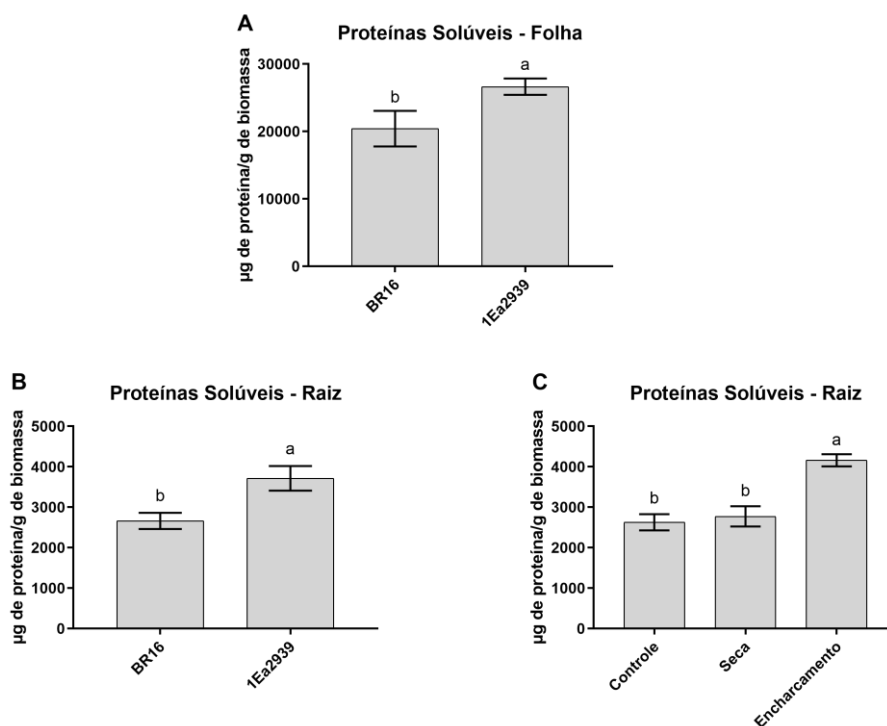 A
Proteínas Solúveis - Folha
µg de proteína/g de biomassa
30000
20000
10000
0
b
a
BR16
1Ea2939
B
Proteínas Solúveis - Raiz
µg de proteína/g de biomassa
5000
4000
3000
2000
1000
0
b
a
BR16
1Ea2939
C
Proteínas Solúveis - Raiz
µg de proteína/g de biomassa
5000
4000
3000
2000
1000
0
b
b
a
Controle
Seca
Encharcamento